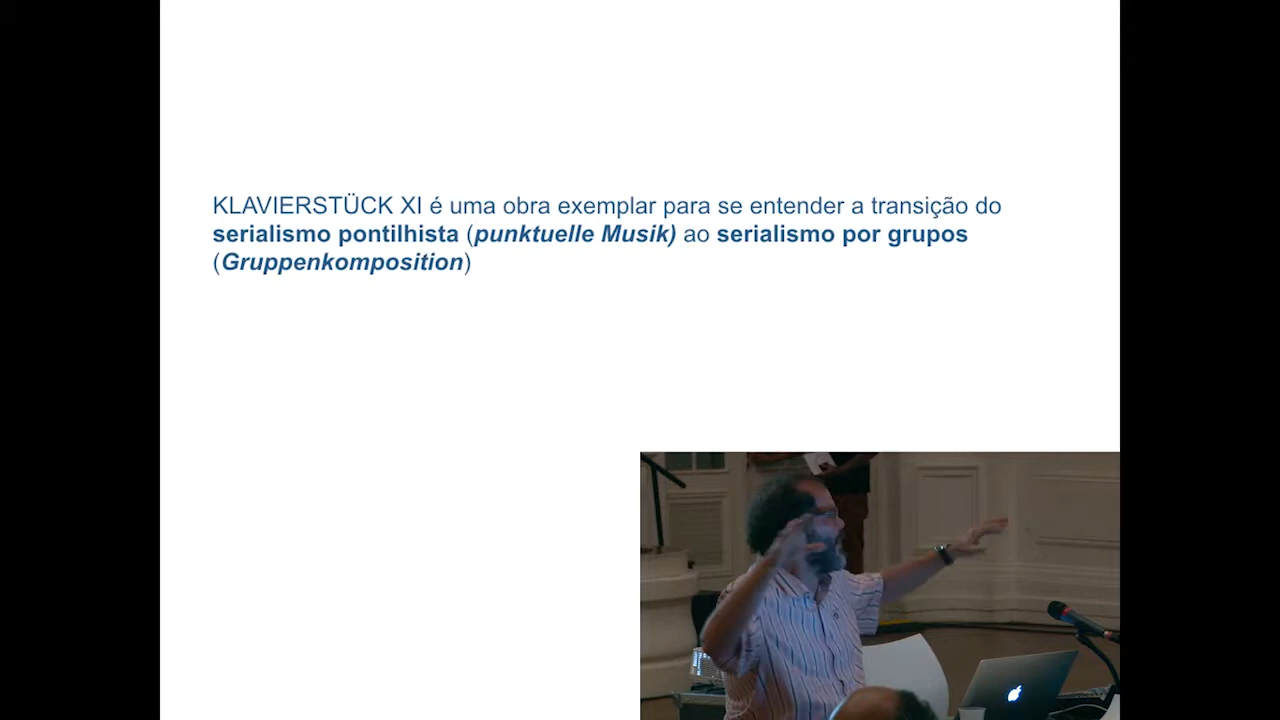 KLAVIERSTÜCK XI é uma obra exemplar para se entender a transição do
serialismo pontilhista (punktuelle Musik) ao serialismo por grupos
(Gruppenkomposition)